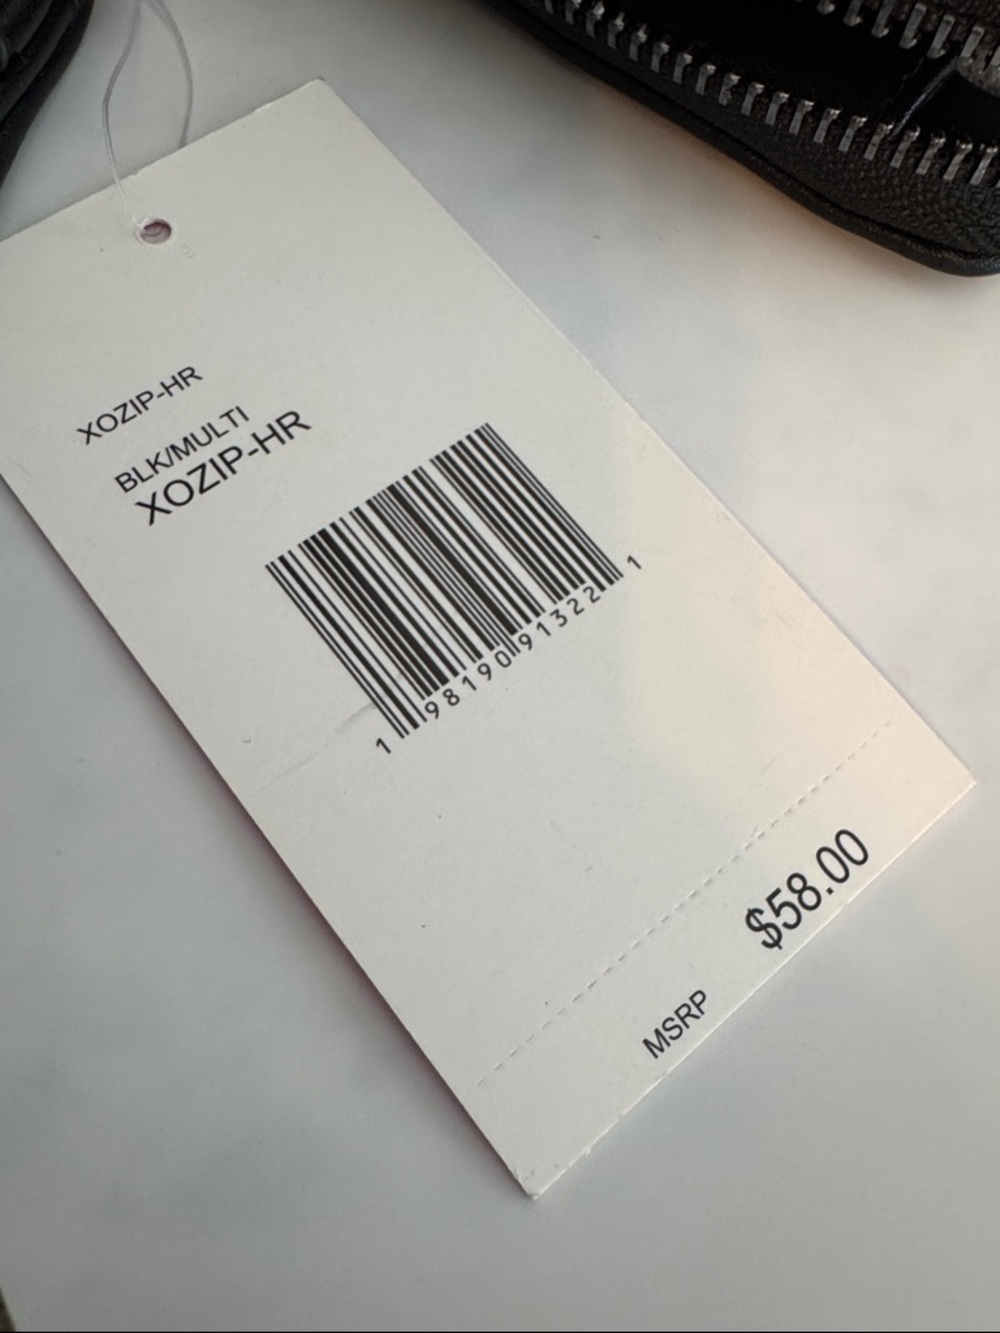 XOZIP-HR
BLK/MULTI
XOZIP-HR
1 98190 91322 1
$58.00
MSRP